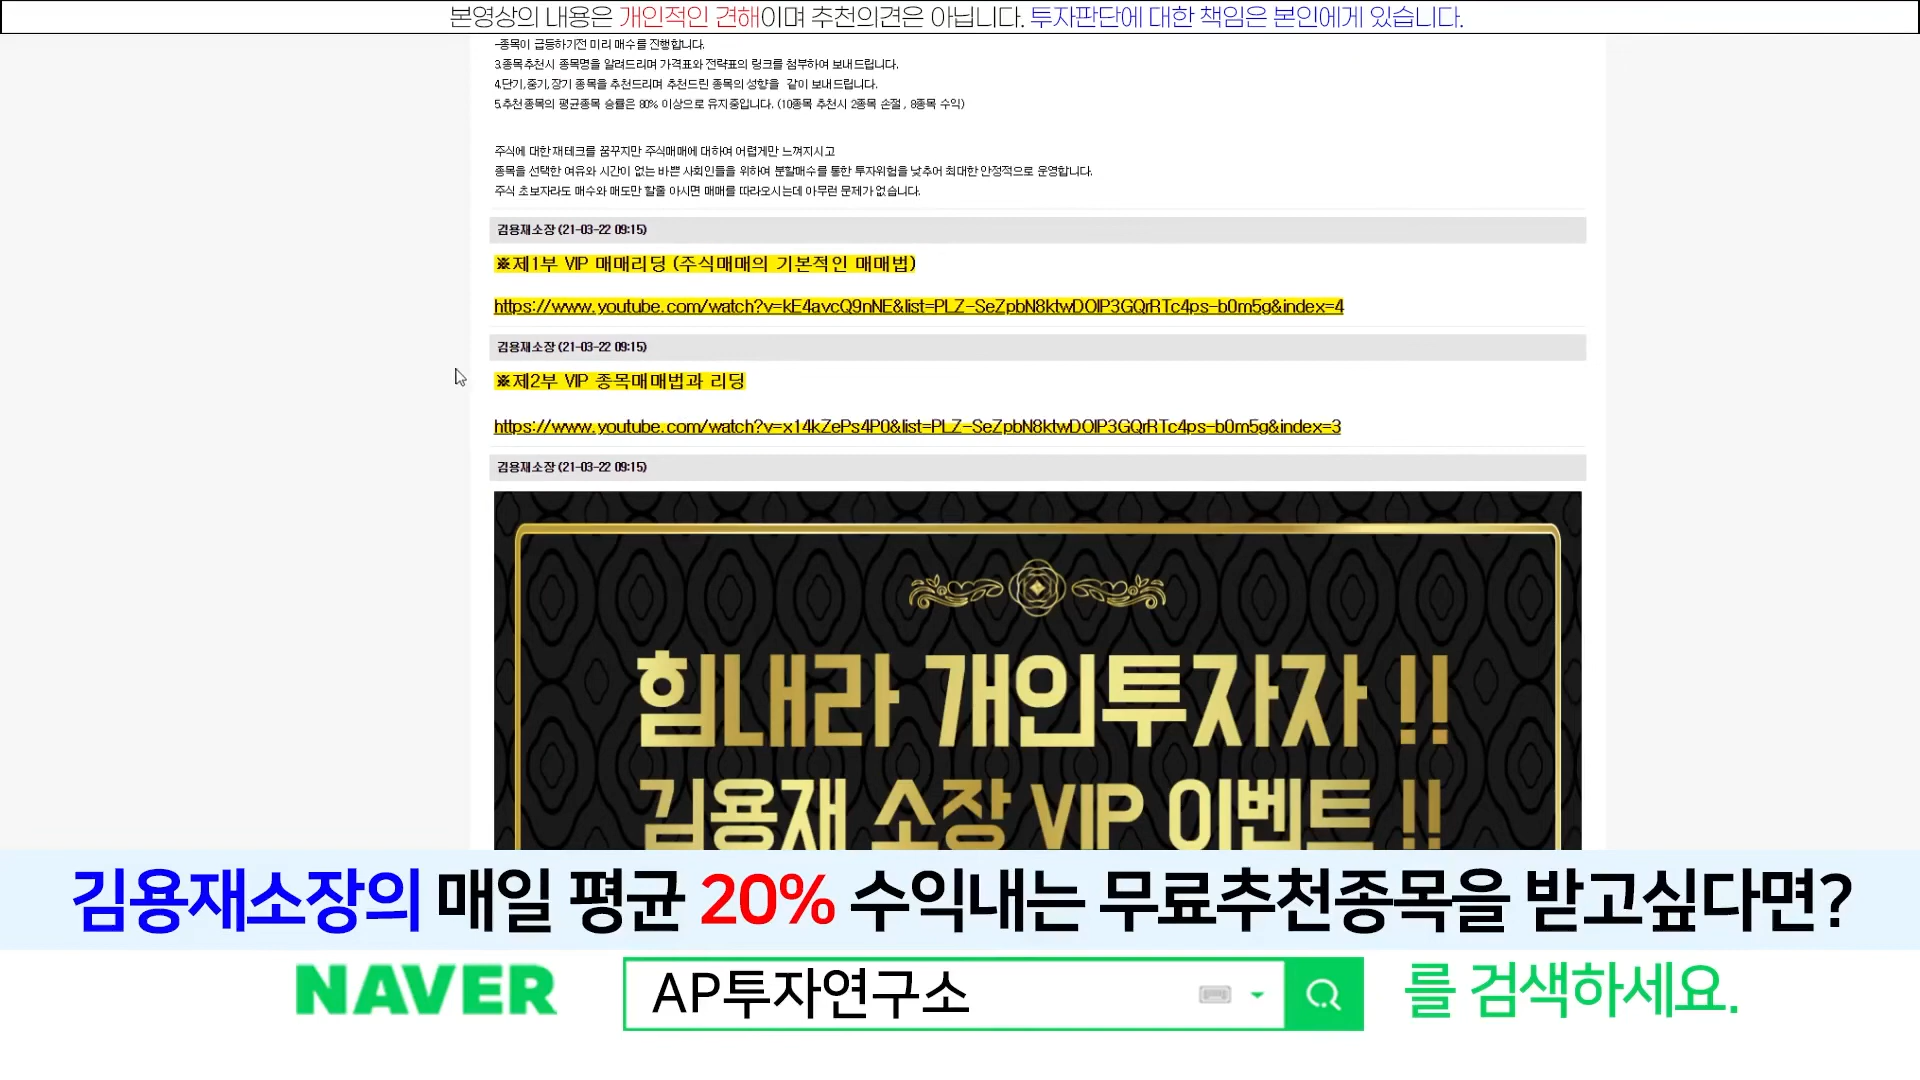 본영상의 내용은 개인적인 견해이며 추천의견은 아닙니다. 투자판단에 대한 책임은 본인에게 있습니다.
-종목이 급등하기전 미리 매수를 진행합니다.
3.종목추천시 종목명을 알려드리며 가격표와 전략표의 링크를 첨부하여 보내드립니다.
4.단기,중기,장기 종목을 추천드리며 추천드린 종목의 성향을 같이 보내드립니다.
5.추천종목의 평균종목 승률은 80% 이상으로 유지중입니다. (10종목 추천시 2종목 손절 , 8종목 수익)
주식에 대한 재테크를 꿈꾸지만 주식매매에 대하여 어렵게만 느껴지시고
종목을 선택한 여유와 시간이 없는 바쁜 사회인들을 위하여 분할매수를 통한 투자위험을 낮추어 최대한 안정적으로 운영합니다.
주식 초보자라도 매수와 매도만 할줄 아시면 매매를 따라오시는데 아무런 문제가 없습니다.
김용재소장 (21-03-22 09:15)
※제1부 VIP 매매리딩 (주식매매의 기본적인 매매법)
https://www.youtube.com/watch?v=kE4avcQ9nNE&list=PLZ-SeZpbN8ktwDOlP3GQrRTc4ps-b0m5g&index=4
김용재소장 (21-03-22 09:15)
※제2부 VIP 종목매매법과 리딩
https://www.youtube.com/watch?v=x14kZePs4P0&list=PLZ-SeZpbN8ktwDOlP3GQrRTc4ps-b0m5g&index=3
김용재소장 (21-03-22 09:15)
힘내라 개인투자자 !!
김용재 소장 VIP 이벤트 !!
김용재소장의 매일 평균 20% 수익내는 무료추천종목을 받고싶다면?
NAVER AP투자연구소 를 검색하세요.